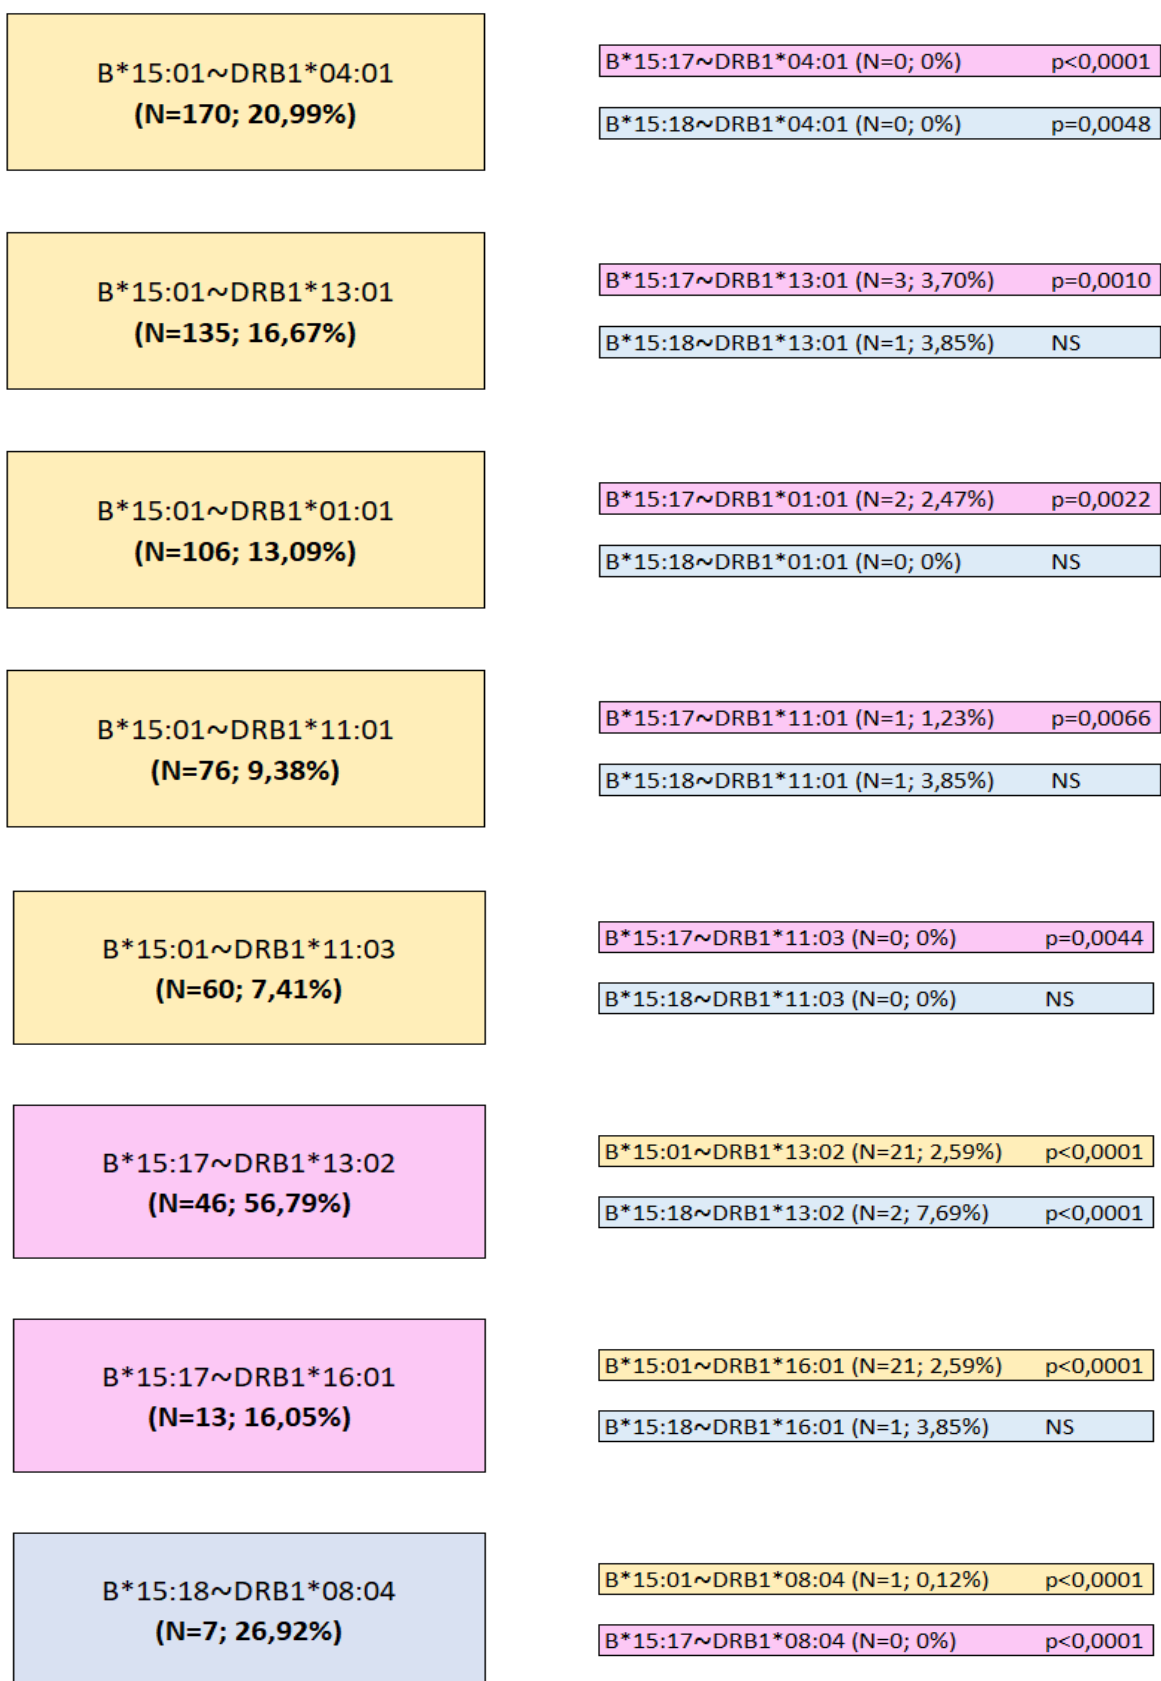 B*15:01~DRB1*04:01
(N=170; 20,99%)
B*15:17~DRB1*04:01 (N=0; 0%) p<0,0001
B*15:18~DRB1*04:01 (N=0; 0%) p=0,0048
B*15:01~DRB1*13:01
(N=135; 16,67%)
B*15:17~DRB1*13:01 (N=3; 3,70%) p=0,0010
B*15:18~DRB1*13:01 (N=1; 3,85%) NS
B*15:01~DRB1*01:01
(N=106; 13,09%)
B*15:17~DRB1*01:01 (N=2; 2,47%) p=0,0022
B*15:18~DRB1*01:01 (N=0; 0%) NS
B*15:01~DRB1*11:01
(N=76; 9,38%)
B*15:17~DRB1*11:01 (N=1; 1,23%) p=0,0066
B*15:18~DRB1*11:01 (N=1; 3,85%) NS
B*15:01~DRB1*11:03
(N=60; 7,41%)
B*15:17~DRB1*11:03 (N=0; 0%) p=0,0044
B*15:18~DRB1*11:03 (N=0; 0%) NS
B*15:17~DRB1*13:02
(N=46; 56,79%)
B*15:01~DRB1*13:02 (N=21; 2,59%) p<0,0001
B*15:18~DRB1*13:02 (N=2; 7,69%) p<0,0001
B*15:17~DRB1*16:01
(N=13; 16,05%)
B*15:01~DRB1*16:01 (N=21; 2,59%) p<0,0001
B*15:18~DRB1*16:01 (N=1; 3,85%) NS
B*15:18~DRB1*08:04
(N=7; 26,92%)
B*15:01~DRB1*08:04 (N=1; 0,12%) p<0,0001
B*15:17~DRB1*08:04 (N=0; 0%) p<0,0001